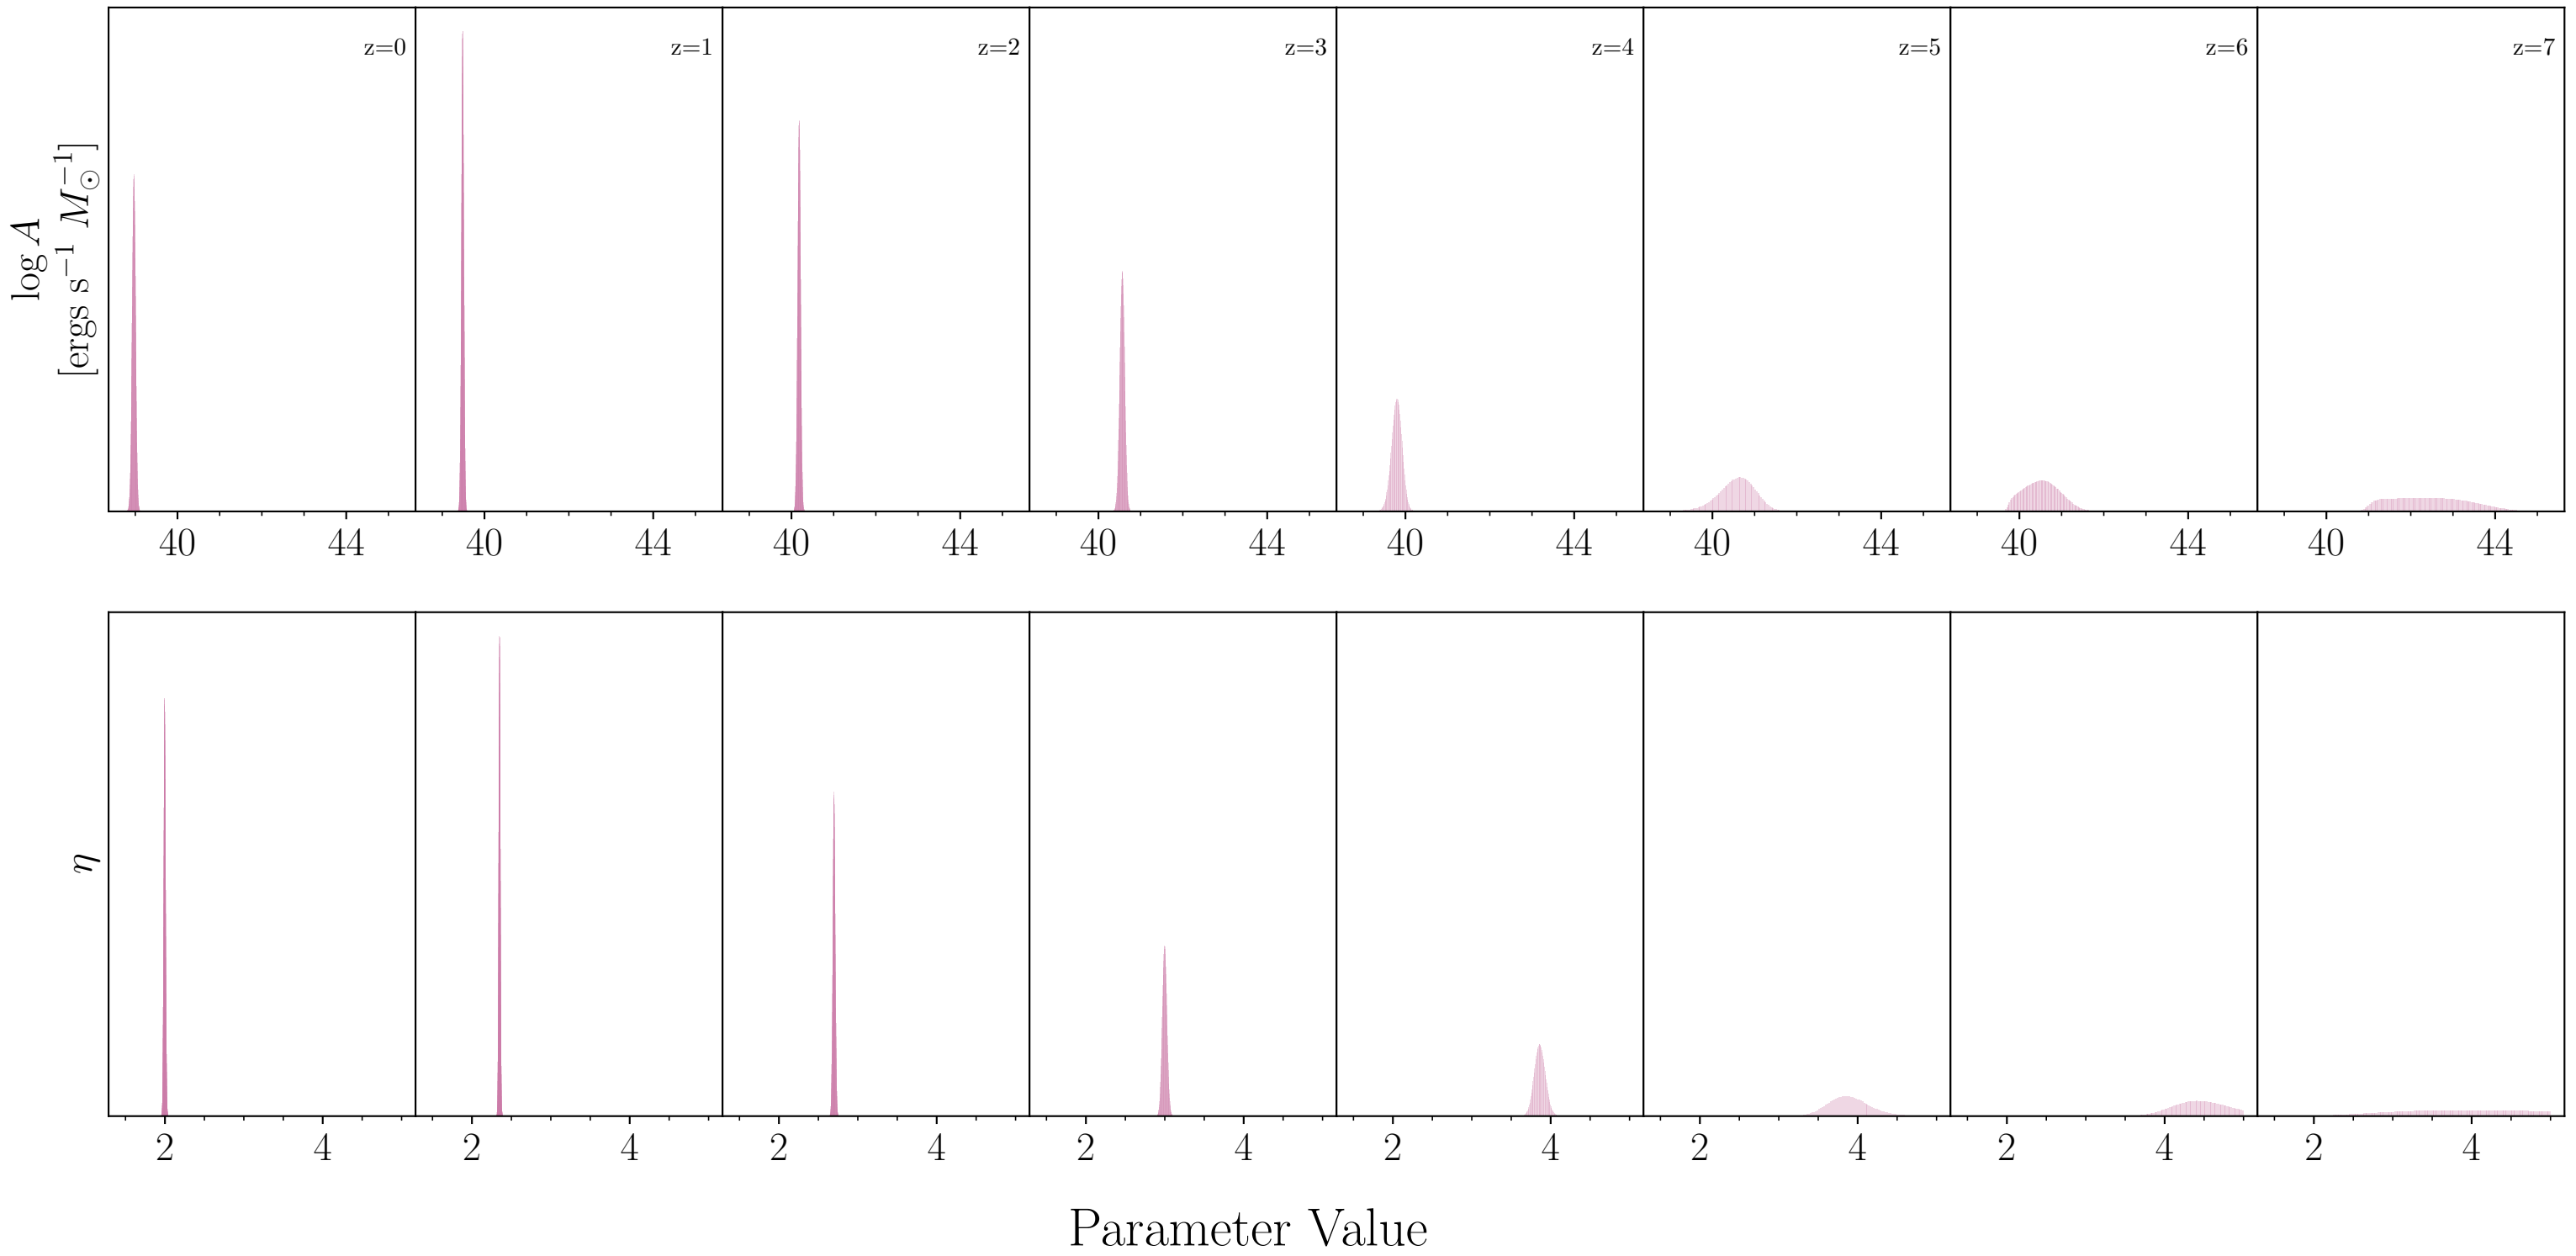 z=0 z=1 z=2 z=3 z=4 z=5 z=6 z=7
log A
[ergs s⁻¹ M⊙⁻¹]
40 44 40 44 40 44 40 44 40 44 40 44 40 44 40 44
η
2 4 2 4 2 4 2 4 2 4 2 4 2 4 2 4
Parameter Value